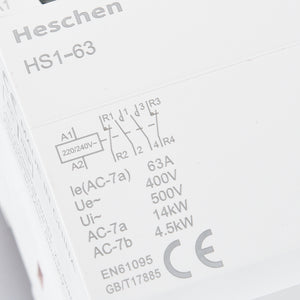 Heschen
HS1-63
A1
220/240V~
A2
R1 1 3 R3
R2 2 4 R4
Ie(AC-7a) 63A
Ue~ 400V
Ui~ 500V
AC-7a 14kW
AC-7b 4.5kW
EN61095
GB/T17885
CE